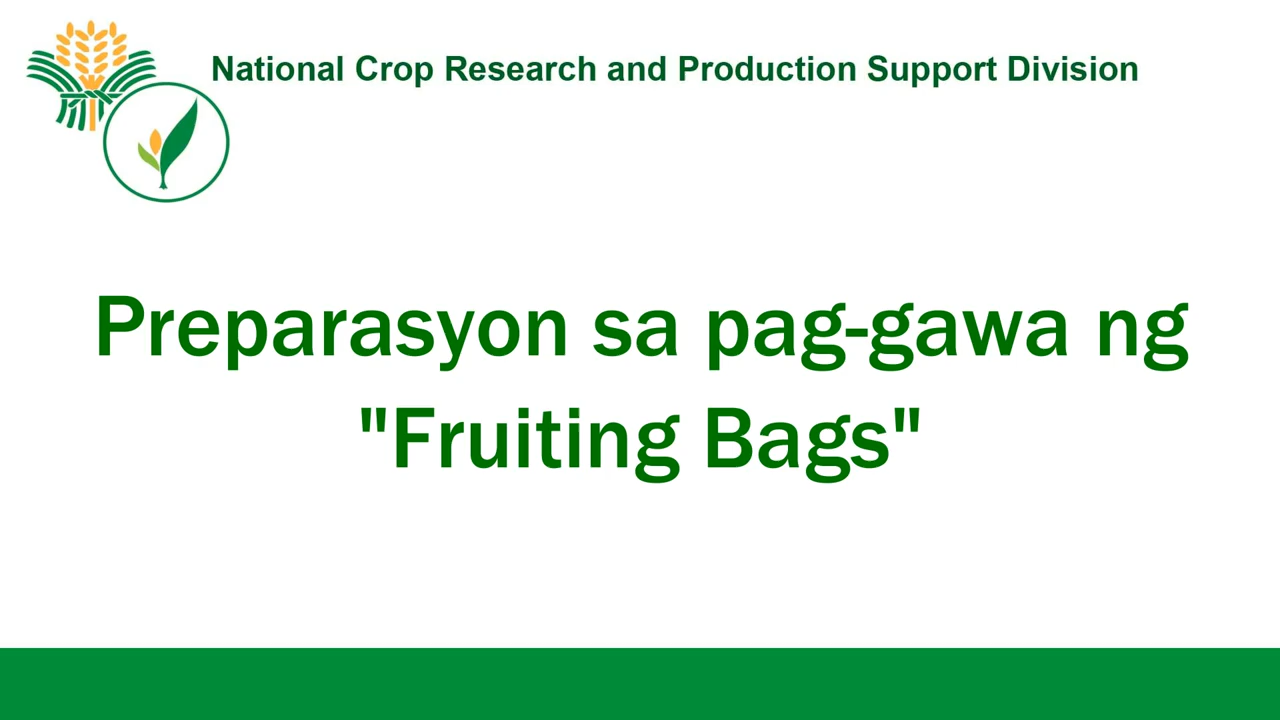 National Crop Research and Production Support Division
Preparasyon sa pag-gawa ng
"Fruiting Bags"